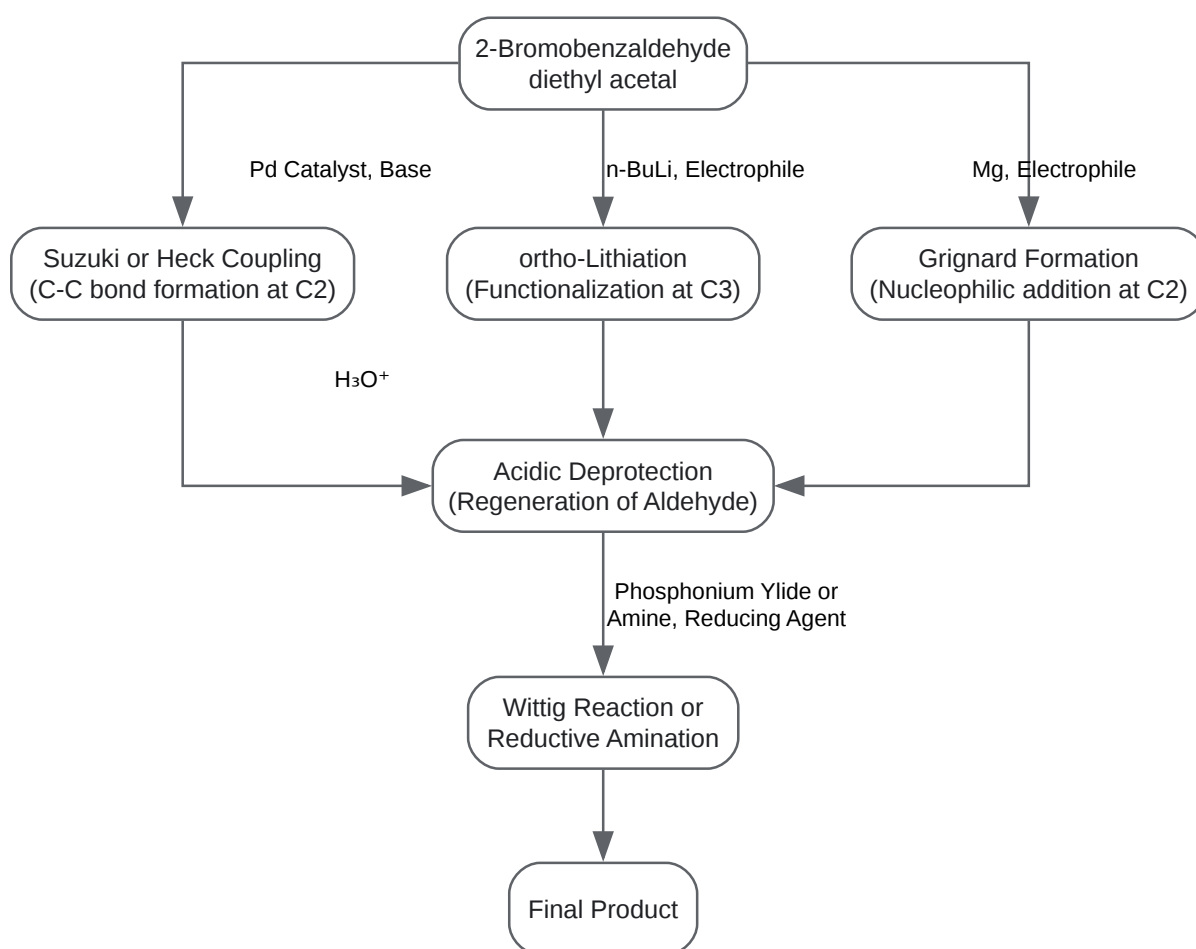 2-Bromobenzaldehyde
diethyl acetal
Pd Catalyst, Base
n-BuLi, Electrophile
Mg, Electrophile
Suzuki or Heck Coupling
(C-C bond formation at C2)
ortho-Lithiation
(Functionalization at C3)
Grignard Formation
(Nucleophilic addition at C2)
H₃O⁺
Acidic Deprotection
(Regeneration of Aldehyde)
Phosphonium Ylide or
Amine, Reducing Agent
Wittig Reaction or
Reductive Amination
Final Product